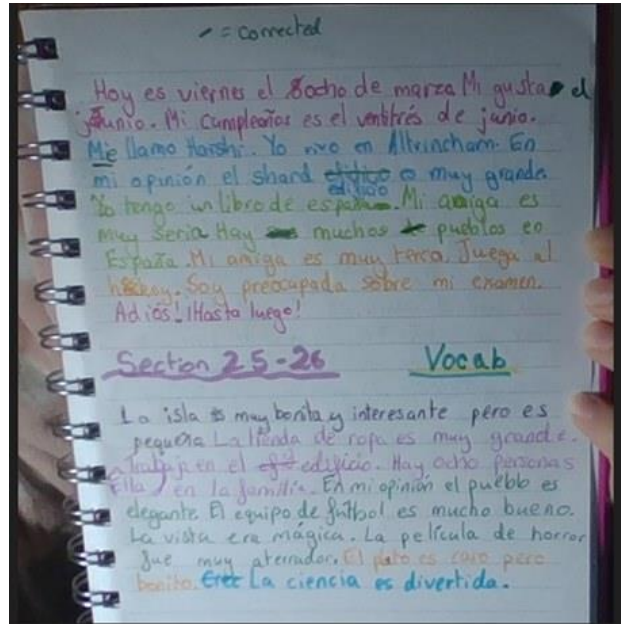 = corrected
Hoy es viernes el ocho de marzo Mi gusta el
junio. Mi cumpleaños es el ventitrés de junio.
Me llamo Harshi. Yo vivo en Altrincham. En
mi opinión el shard edificio muy grande.
Yo tengo un libro de Mi amiga es
muy seria Hay muchos pueblos en
España. Mi amiga es muy terca. Juega al
hockey. Soy preocupada sobre mi examen.
Adiós! ¡Hasta luego!
Section 25-26 Vocab
La isla es muy bonita y interesante pero es
pequeña La tienda de ropa es muy grande.
Trabaja en el edificio. Hay ocho personas
Ella en la familia. En mi opinión el pueblo es
elegante El equipo de fútbol es mucho bueno.
La vista era mágica. La película de horror
fue muy aterrador. El plato es caro pero
bonito. La ciencia es divertida.